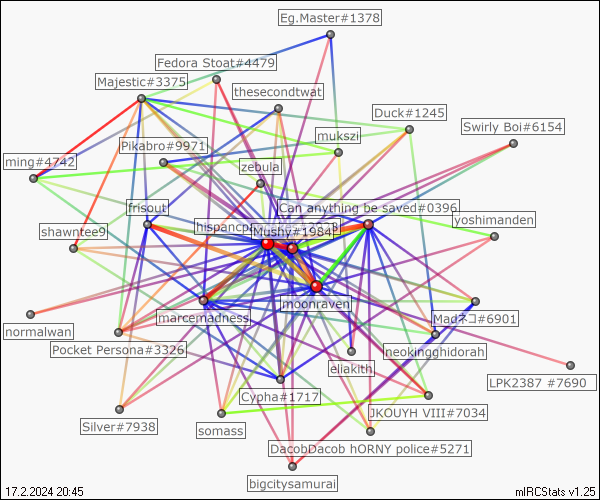 Eg.Master#1378
Fedora Stoat#4479
Majestic#3375
thesecondtwat
Duck#1245
Swirly Boi#6154
mukszi
Pikabro#9971
ming#4742
zebula
Can anything be saved#0396
frisout
yoshimanden
hispancpa
Mushy#1984
shawntee9
moonraven
marcemadness
Madネコ#6901
normalwan
Pocket Persona#3326
neokingghidorah
eliakith
LPK2387 #7690
Cypha#1717
JKOUYH VIII#7034
Silver#7938
somass
DacobDacob hORNY police#5271
bigcitysamurai
17.2.2024 20:45
mIRCStats v1.25